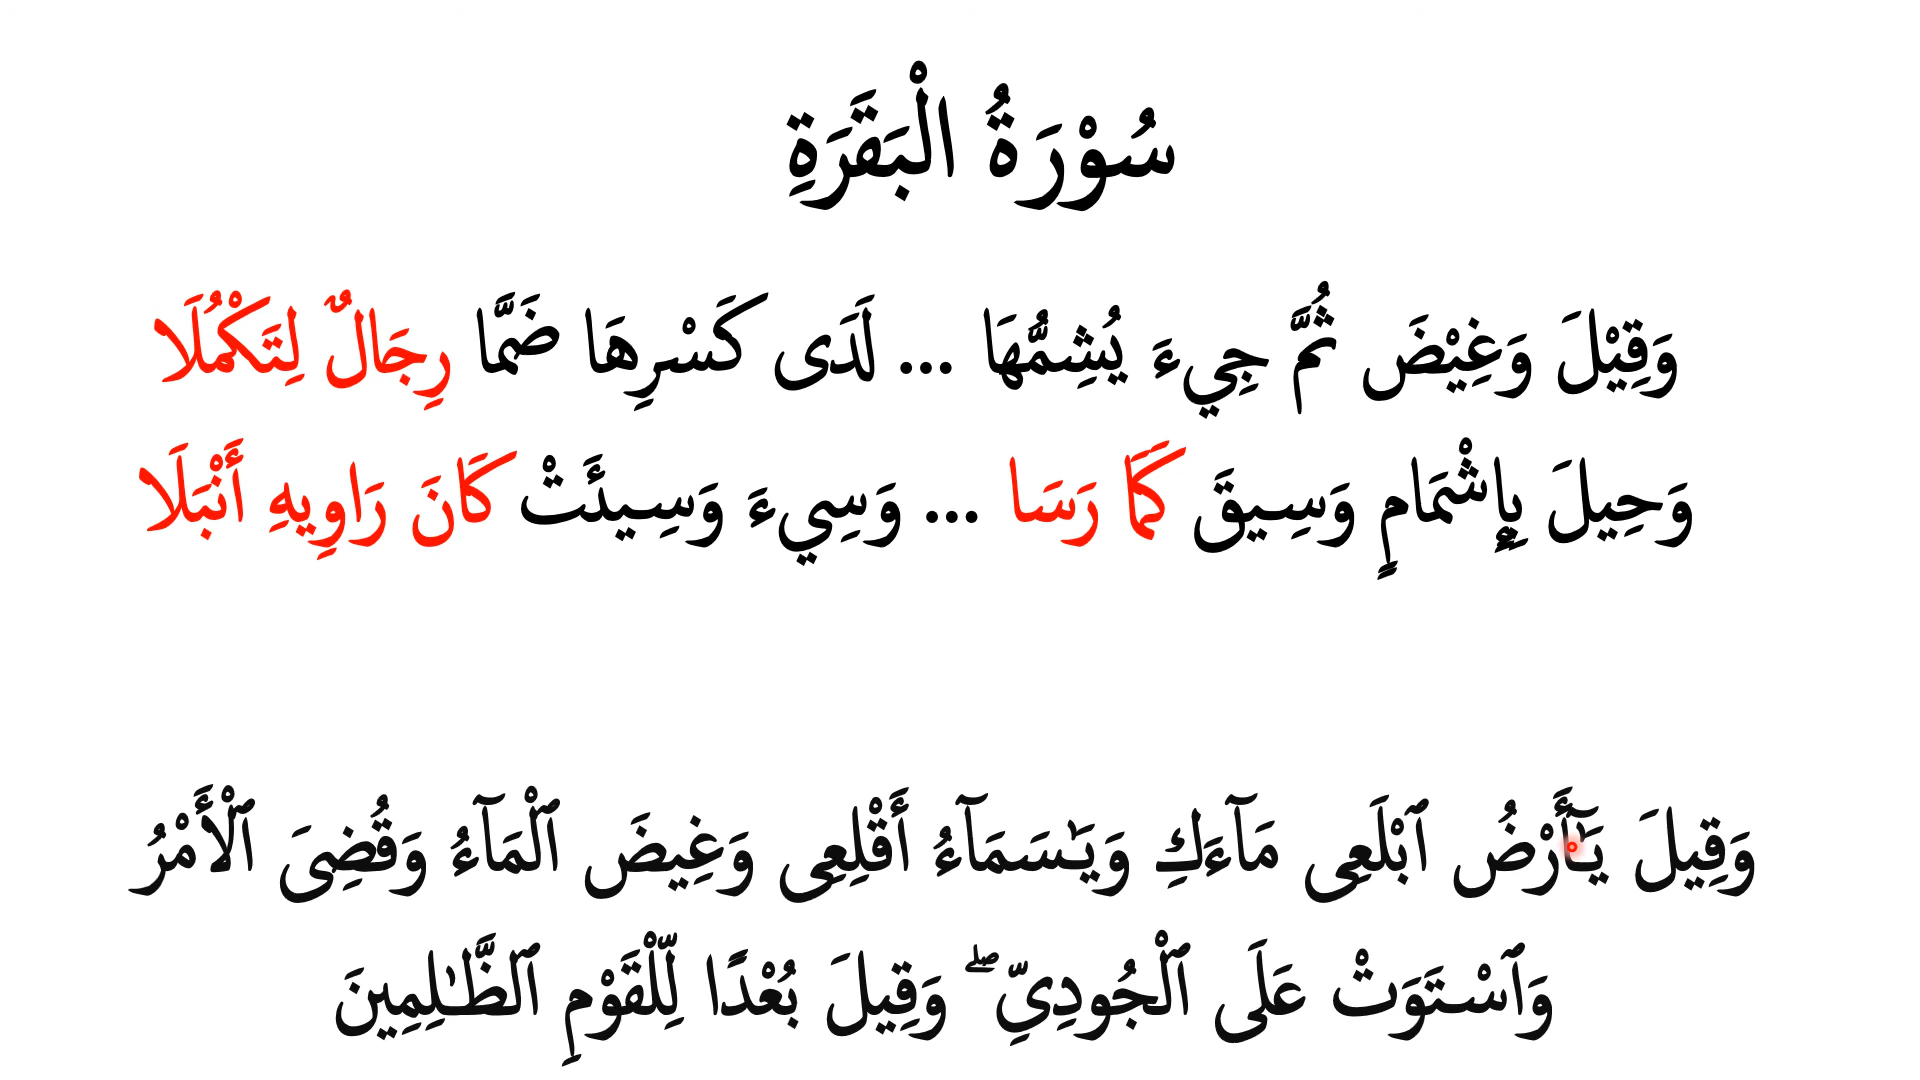 سُوْرَةُ الْبَقَرَةِ
وَقِيْلَ وَغِيْضَ ثُمَّ جِيءَ يُشِمُّهَا ... لَدَى كَسْرِهَا ضَمًّا رِجَالٌ لِتَكْمُلَا
وَحِيلَ بِإِشْمَامٍ وَسِيقَ كَمَا رَسَا ... وَسِيءَ وَسِيئَتْ كَانَ رَاوِيهِ أَنْبَلَا
وَقِيلَ يَـٰٓأَرْضُ ٱبْلَعِى مَآءَكِ وَيَـٰسَمَآءُ أَقْلِعِى وَغِيضَ ٱلْمَآءُ وَقُضِىَ ٱلْأَمْرُ
وَٱسْتَوَتْ عَلَى ٱلْجُودِىِّ ۖ وَقِيلَ بُعْدًا لِّلْقَوْمِ ٱلظَّـٰلِمِينَ